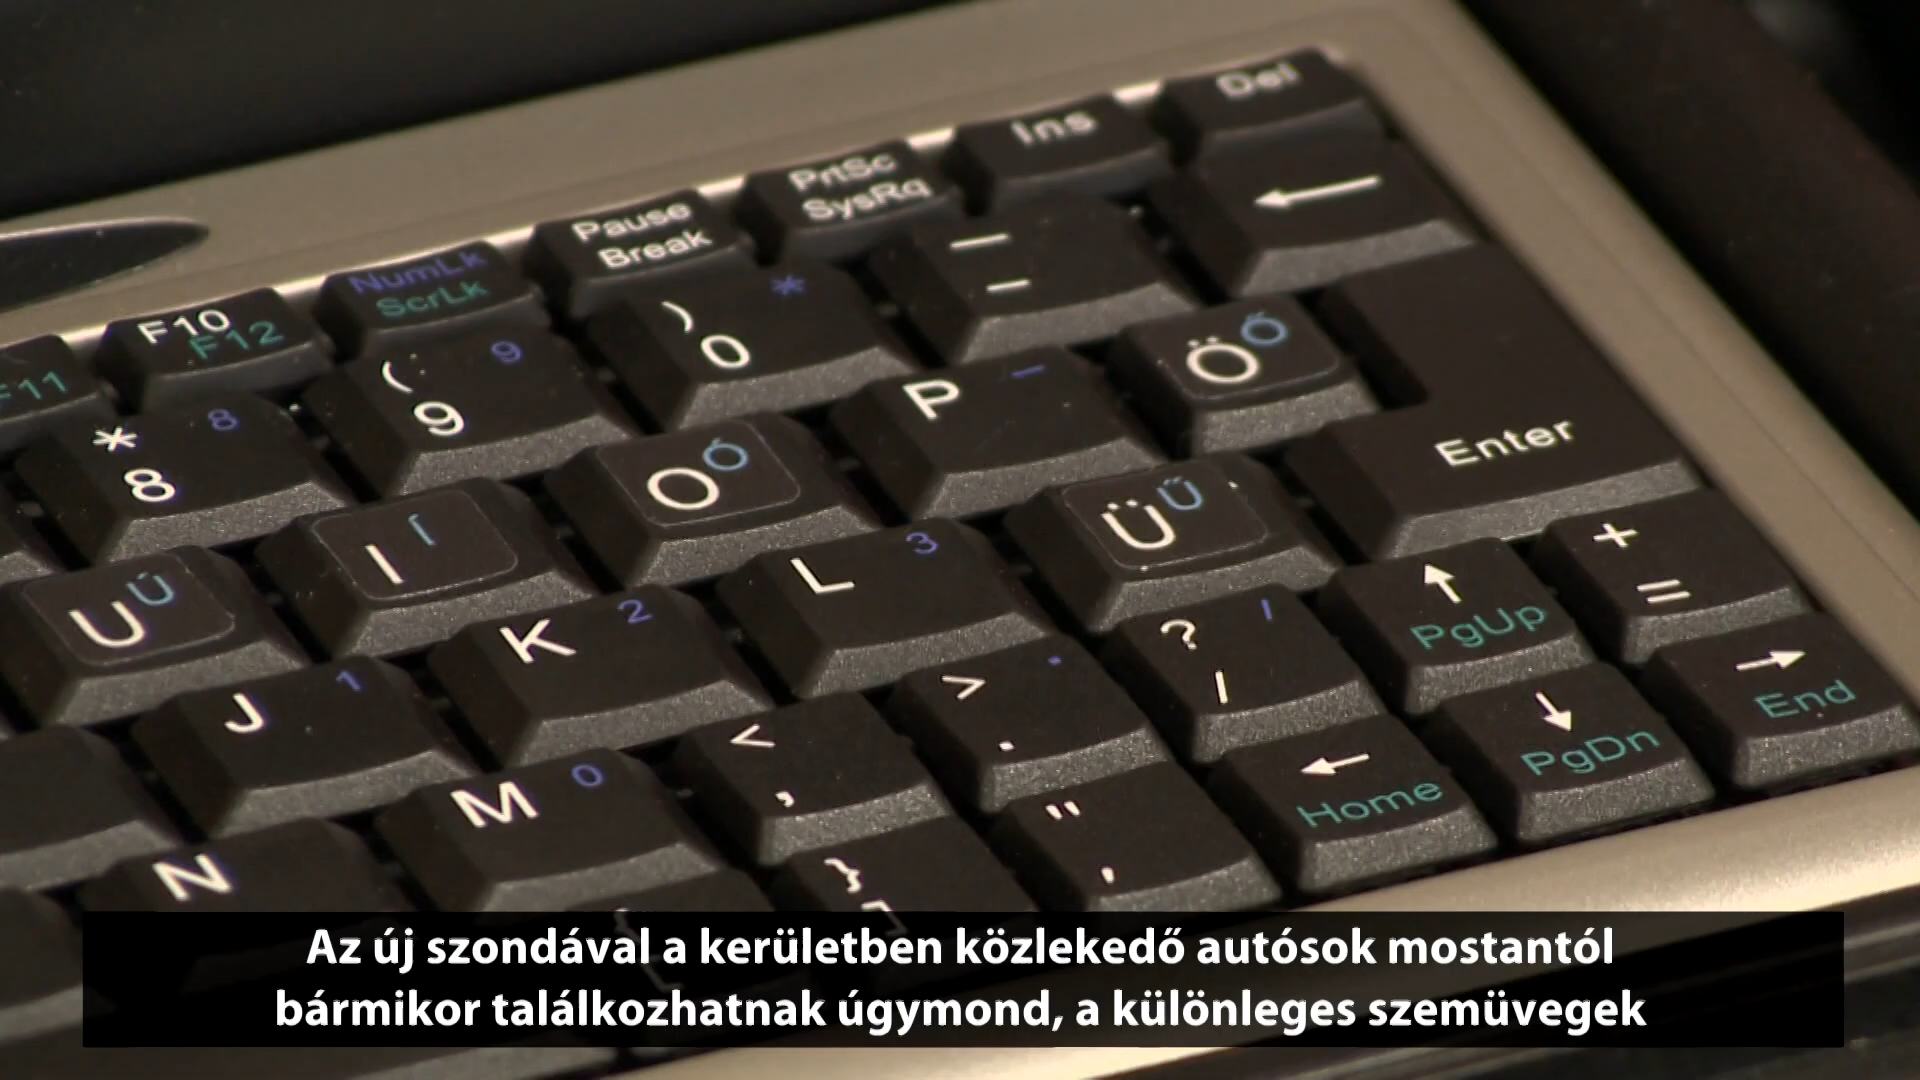 Del
Ins
PrtSc
SysRq
Pause
Break
NumLk
ScrLk
F10
F12
F11
←
— –
) * 0
( 9 9
* 8 8
Ö Ő
P –
O Ó
I Í
U Ú
Enter
Ü Ű
L 3
K 2
J 1
+ =
↑ PgUp
? / /
> . .
< ,
M 0
N
→ End
↓ PgDn
← Home
" '
} ]
{ [
Az új szondával a kerületben közlekedő autósok mostantól
bármikor találkozhatnak úgymond, a különleges szemüvegek